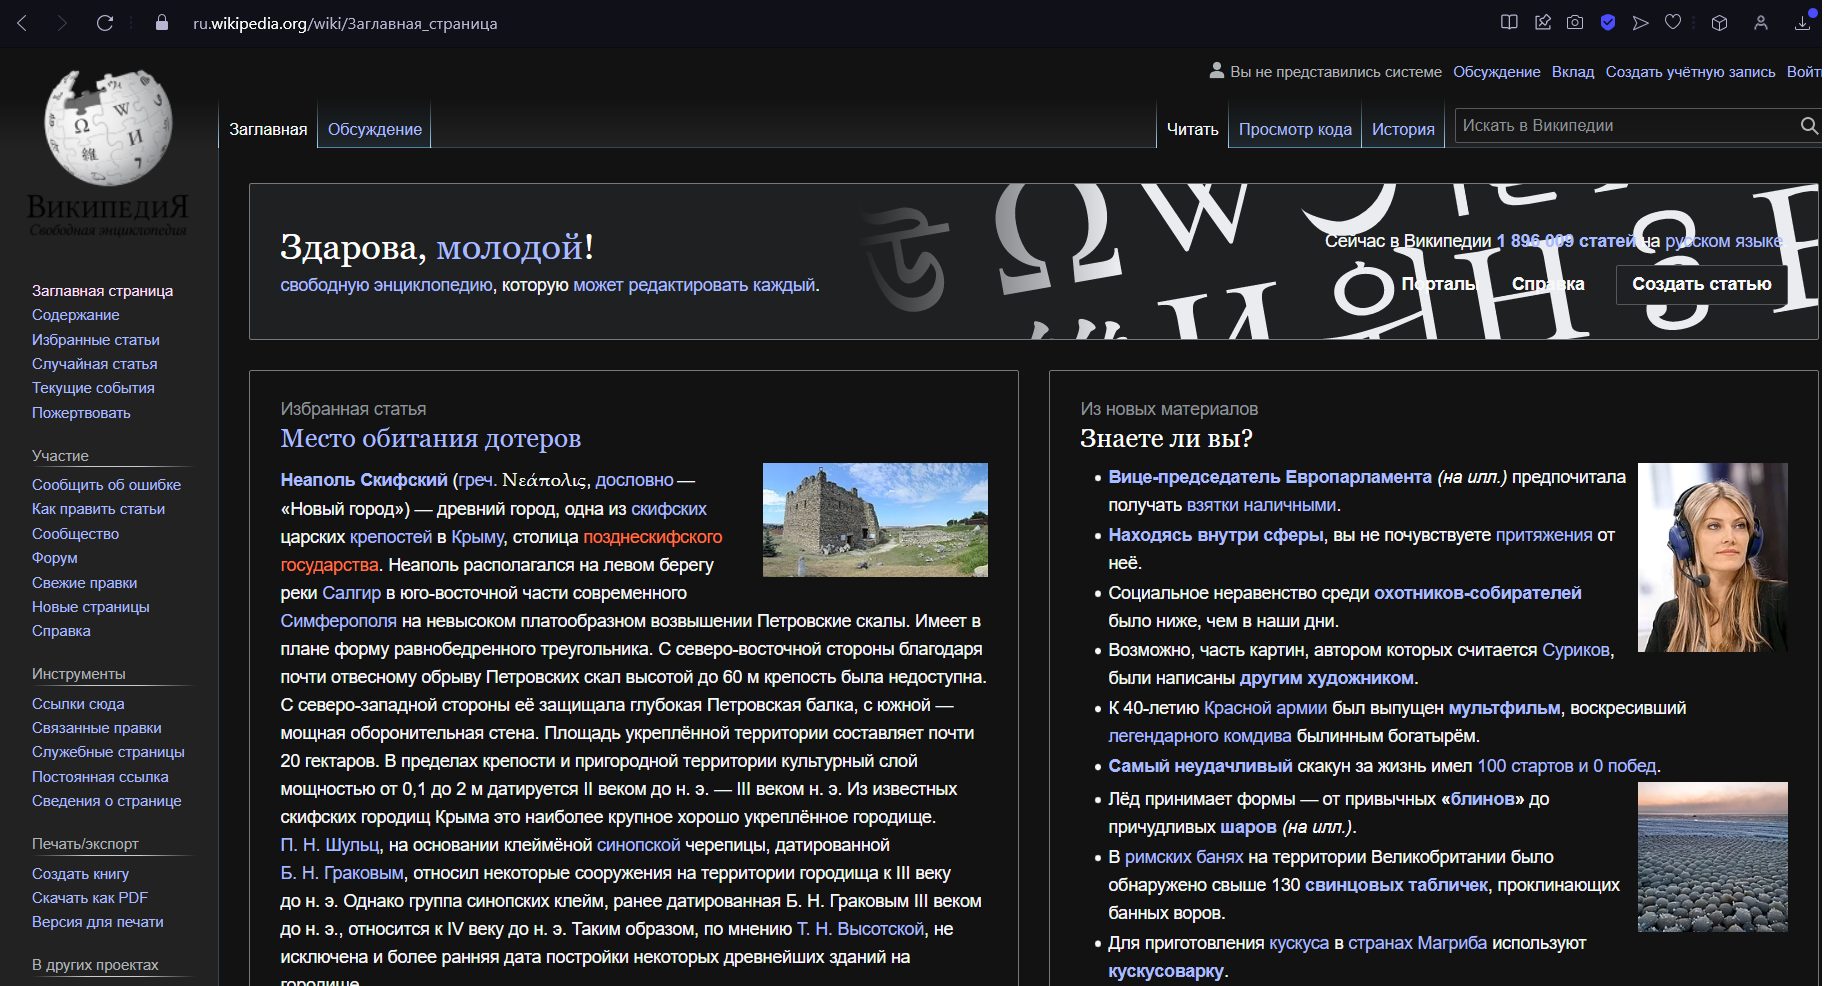 ru.wikipedia.org/wiki/Заглавная_страница
Вы не представились системе Обсуждение Вклад Создать учётную запись Войти
ВикипедиЯ
Свободная энциклопедия
Заглавная Обсуждение
Читать Просмотр кода История
Искать в Википедии
Заглавная страница
Содержание
Избранные статьи
Случайная статья
Текущие события
Пожертвовать
Участие
Сообщить об ошибке
Как править статьи
Сообщество
Форум
Свежие правки
Новые страницы
Справка
Инструменты
Ссылки сюда
Связанные правки
Служебные страницы
Постоянная ссылка
Сведения о странице
Печать/экспорт
Создать книгу
Скачать как PDF
Версия для печати
В других проектах
Здарова, молодой!
свободную энциклопедию, которую может редактировать каждый.
Сейчас в Википедии 1 896 009 статей на русском языке.
Порталы Справка Создать статью
Избранная статья
Место обитания дотеров
Неаполь Скифский (греч. Νεάπολις, дословно —
«Новый город») — древний город, одна из скифских
царских крепостей в Крыму, столица позднескифского
государства. Неаполь располагался на левом берегу
реки Салгир в юго-восточной части современного
Симферополя на невысоком платообразном возвышении Петровские скалы. Имеет в
плане форму равнобедренного треугольника. С северо-восточной стороны благодаря
почти отвесному обрыву Петровских скал высотой до 60 м крепость была недоступна.
С северо-западной стороны её защищала глубокая Петровская балка, с южной —
мощная оборонительная стена. Площадь укреплённой территории составляет почти
20 гектаров. В пределах крепости и пригородной территории культурный слой
мощностью от 0,1 до 2 м датируется II веком до н. э. — III веком н. э. Из известных
скифских городищ Крыма это наиболее крупное хорошо укреплённое городище.
П. Н. Шульц, на основании клеймёной синопской черепицы, датированной
Б. Н. Граковым, относил некоторые сооружения на территории городища к III веку
до н. э. Однако группа синопских клейм, ранее датированная Б. Н. Граковым III веком
до н. э., относится к IV веку до н. э. Таким образом, по мнению Т. Н. Высотской, не
исключена и более ранняя дата постройки некоторых древнейших зданий на
городище.
Из новых материалов
Знаете ли вы?
Вице-председатель Европарламента (на илл.) предпочитала
получать взятки наличными.
Находясь внутри сферы, вы не почувствуете притяжения от
неё.
Социальное неравенство среди охотников-собирателей
было ниже, чем в наши дни.
Возможно, часть картин, автором которых считается Суриков,
были написаны другим художником.
К 40-летию Красной армии был выпущен мультфильм, воскресивший
легендарного комдива былинным богатырём.
Самый неудачливый скакун за жизнь имел 100 стартов и 0 побед.
Лёд принимает формы — от привычных «блинов» до
причудливых шаров (на илл.).
В римских банях на территории Великобритании было
обнаружено свыше 130 свинцовых табличек, проклинающих
банных воров.
Для приготовления кускуса в странах Магриба используют
кускусоварку.